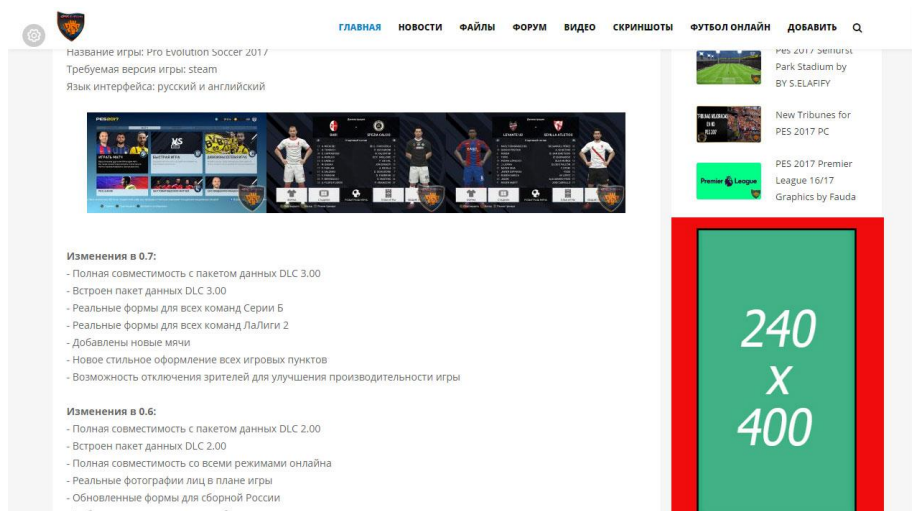 ГЛАВНАЯ НОВОСТИ ФАЙЛЫ ФОРУМ ВИДЕО СКРИНШОТЫ ФУТБОЛ ОНЛАЙН ДОБАВИТЬ
Название игры: Pro Evolution Soccer 2017
Требуемая версия игры: steam
Язык интерфейса: русский и английский
PES2017
Изменения в 0.7:
- Полная совместимость с пакетом данных DLC 3.00
- Встроен пакет данных DLC 3.00
- Реальные формы для всех команд Серии Б
- Реальные формы для всех команд ЛаЛиги 2
- Добавлены новые мячи
- Новое стильное оформление всех игровых пунктов
- Возможность отключения зрителей для улучшения производительности игры
Изменения в 0.6:
- Полная совместимость с пакетом данных DLC 2.00
- Встроен пакет данных DLC 2.00
- Полная совместимость со всеми режимами онлайна
- Реальные фотографии лиц в плане игры
- Обновленные формы для сборной России
Pes 2017 Selhurst
Park Stadium by
BY S.ELAFIFY
New Tribunes for
PES 2017 PC
PES 2017 Premier
League 16/17
Graphics by Fauda
Premier League
240
x
400